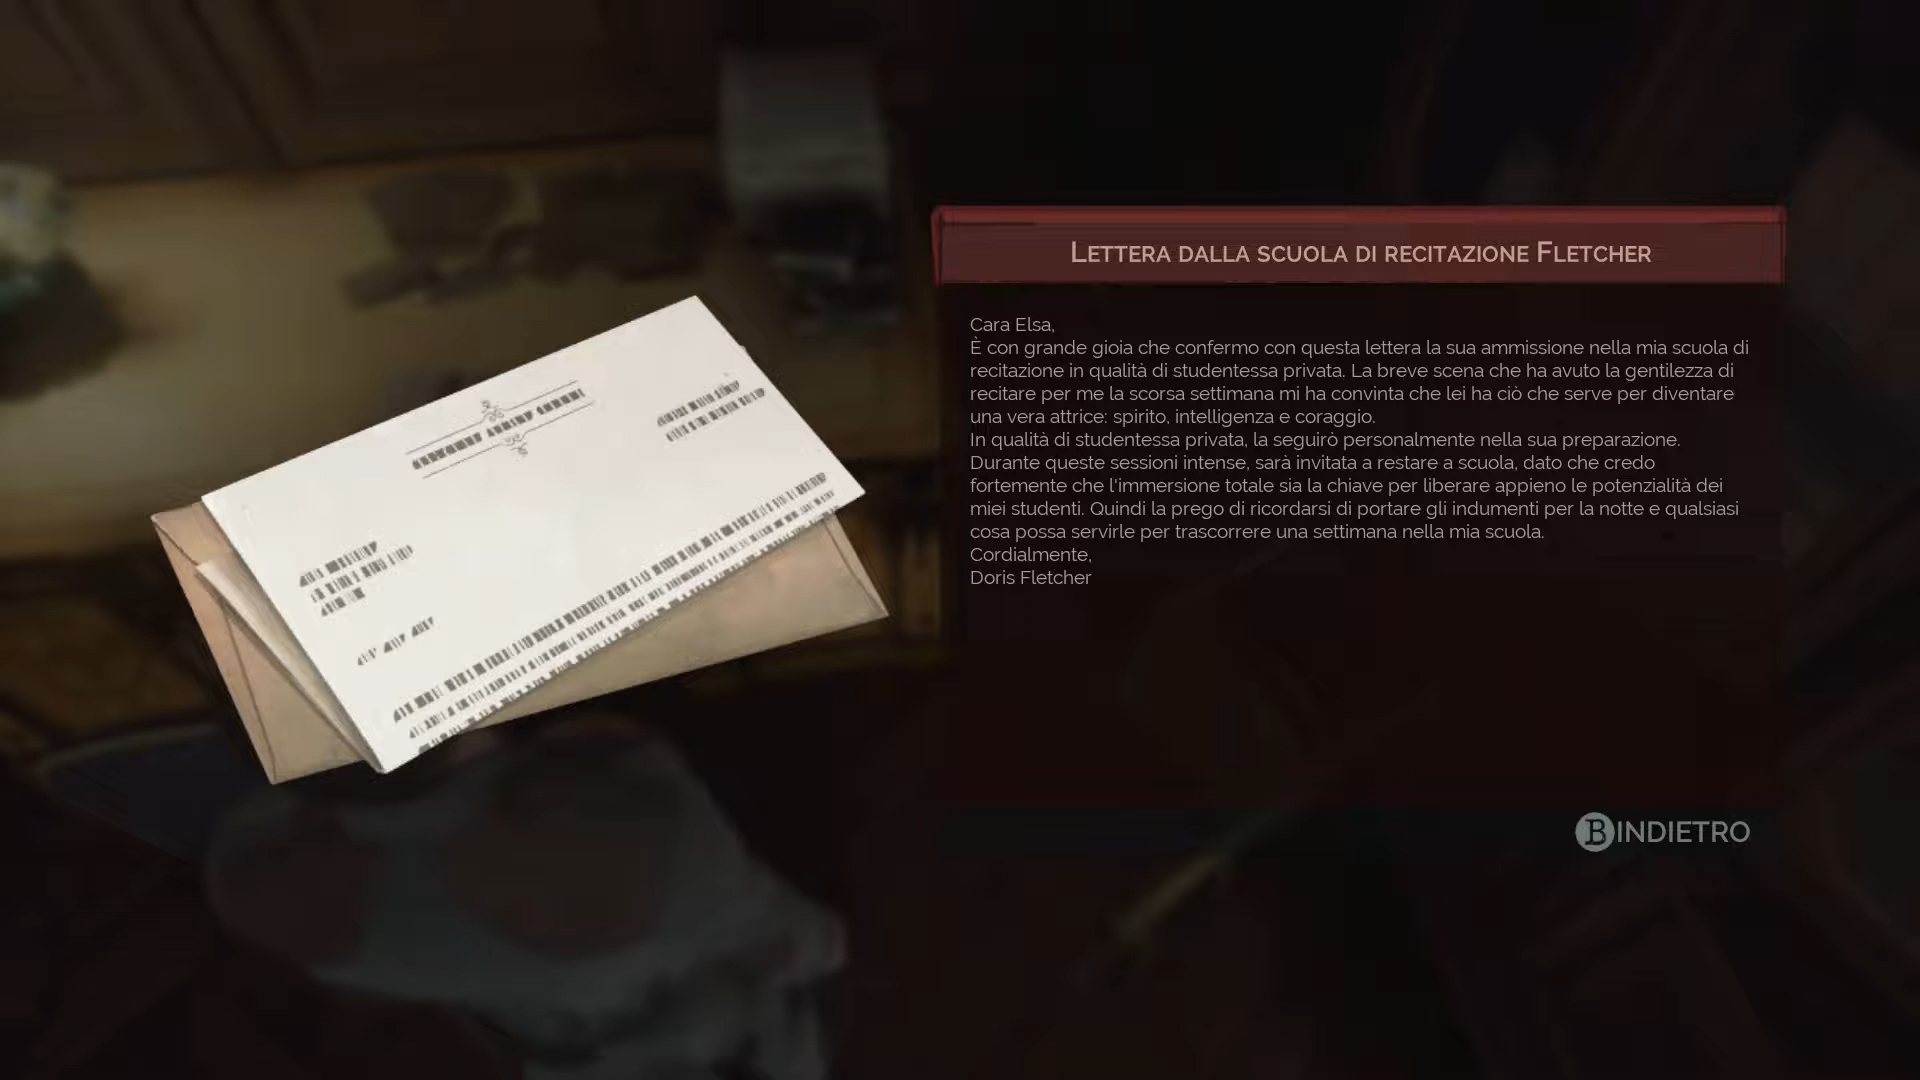 Lettera dalla scuola di recitazione Fletcher
Cara Elsa,
È con grande gioia che confermo con questa lettera la sua ammissione nella mia scuola di
recitazione in qualità di studentessa privata. La breve scena che ha avuto la gentilezza di
recitare per me la scorsa settimana mi ha convinta che lei ha ciò che serve per diventare
una vera attrice: spirito, intelligenza e coraggio.
In qualità di studentessa privata, la seguirò personalmente nella sua preparazione.
Durante queste sessioni intense, sarà invitata a restare a scuola, dato che credo
fortemente che l'immersione totale sia la chiave per liberare appieno le potenzialità dei
miei studenti. Quindi la prego di ricordarsi di portare gli indumenti per la notte e qualsiasi
cosa possa servirle per trascorrere una settimana nella mia scuola.
Cordialmente,
Doris Fletcher
B INDIETRO